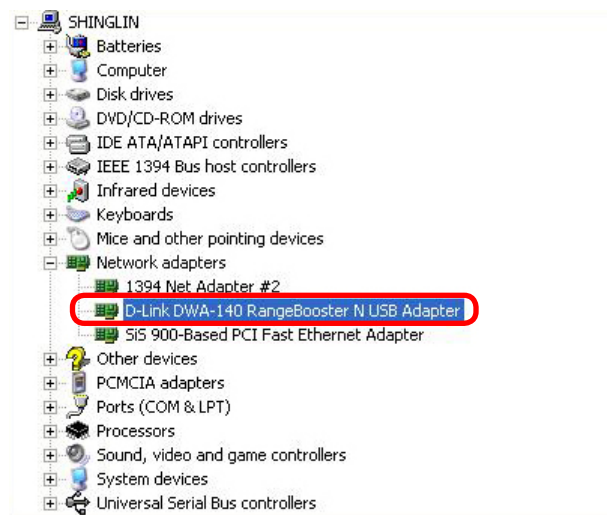 SHINGLIN
Batteries
Computer
Disk drives
DVD/CD-ROM drives
IDE ATA/ATAPI controllers
IEEE 1394 Bus host controllers
Infrared devices
Keyboards
Mice and other pointing devices
Network adapters
1394 Net Adapter #2
D-Link DWA-140 RangeBooster N USB Adapter
SiS 900-Based PCI Fast Ethernet Adapter
Other devices
PCMCIA adapters
Ports (COM & LPT)
Processors
Sound, video and game controllers
System devices
Universal Serial Bus controllers